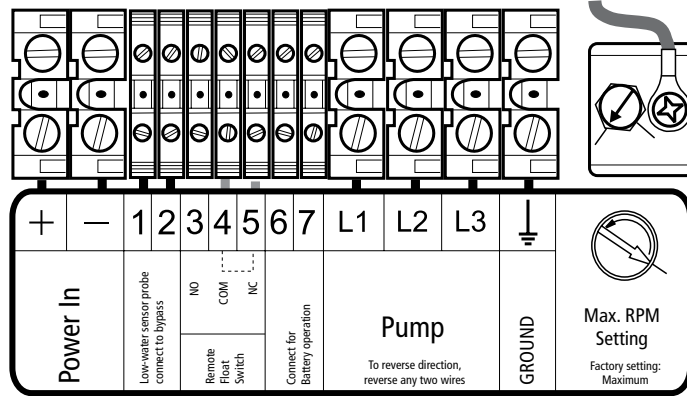 + — 1 2 3 4 5 6 7 L1 L2 L3
Power In
Low-water sensor probe
connect to bypass
NO
COM
NC
Remote
Float
Switch
Connect for
Battery operation
Pump
To reverse direction,
reverse any two wires
GROUND
Max. RPM
Setting
Factory setting:
Maximum